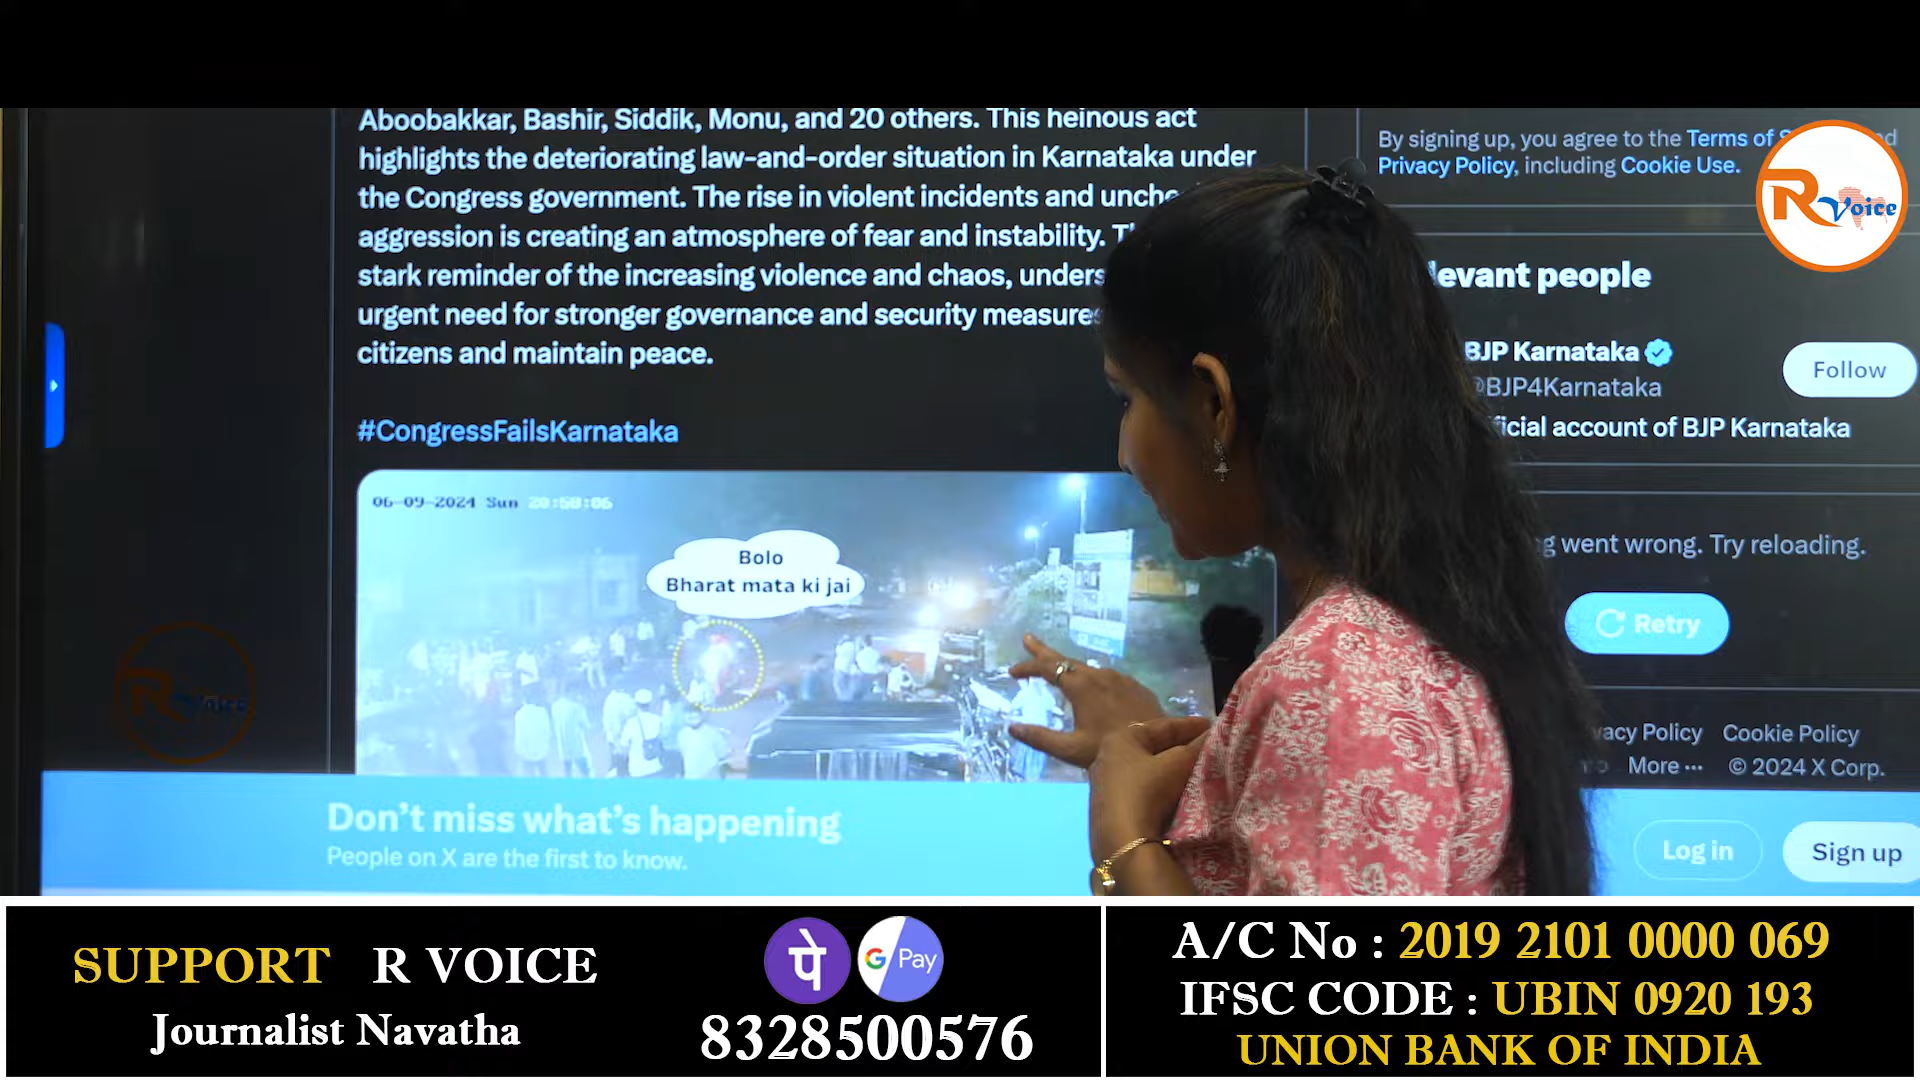 Aboobakkar, Bashir, Siddik, Monu, and 20 others. This heinous act
highlights the deteriorating law-and-order situation in Karnataka under
the Congress government. The rise in violent incidents and
aggression is creating an atmosphere of fear and instability.
stark reminder of the increasing violence and chaos,
urgent need for stronger governance and security
citizens and maintain peace.
#CongressFailsKarnataka
06-09-2024 Sun 20:58:06
Bolo
Bharat mata ki jai
Don't miss what's happening
People on X are the first to know.
By signing up, you agree to the Terms of
Privacy Policy, including Cookie Use.
R Voice
people
BJP Karnataka
@BJP4Karnataka
Follow
account of BJP Karnataka
went wrong. Try reloading.
Retry
Policy Cookie Policy
More ··· © 2024 X Corp.
Log in
Sign up
R Voice
SUPPORT R VOICE
Journalist Navatha
पे
G Pay
8328500576
A/C No : 2019 2101 0000 069
IFSC CODE : UBIN 0920 193
UNION BANK OF INDIA